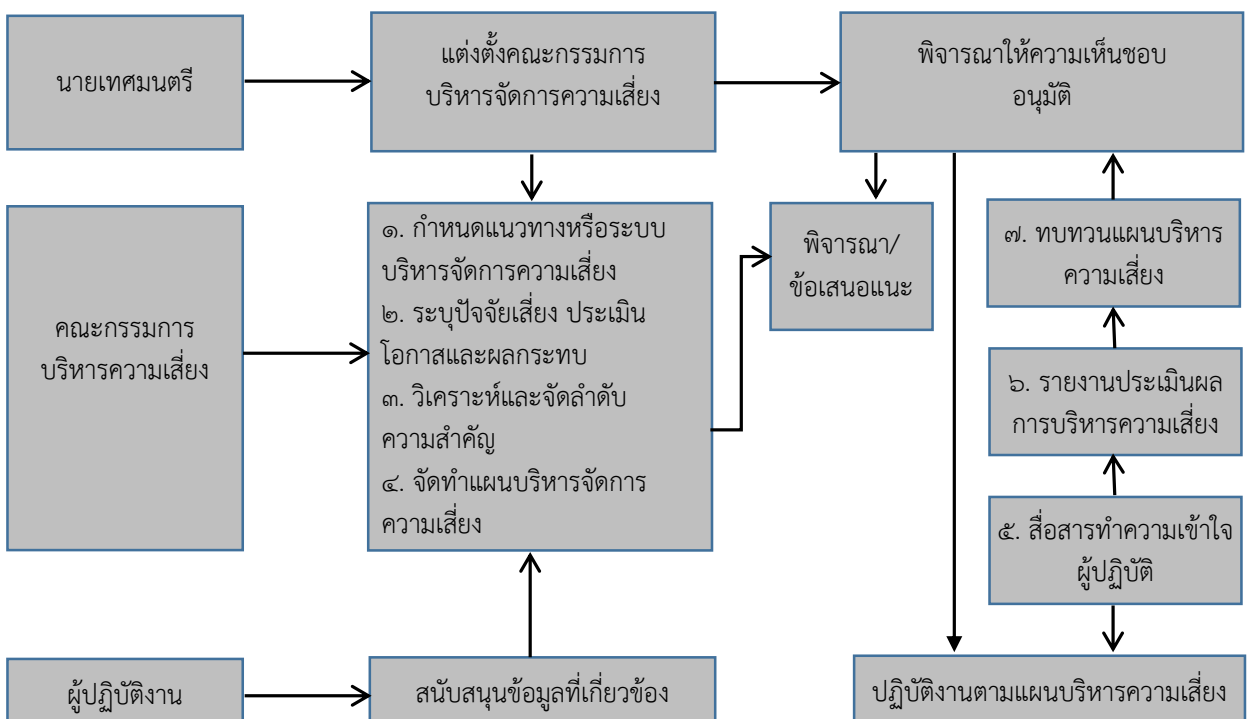 นายเทศมนตรี
แต่งตั้งคณะกรรมการ
บริหารจัดการความเสี่ยง
พิจารณาให้ความเห็นชอบ
อนุมัติ
คณะกรรมการ
บริหารความเสี่ยง
๑. กำหนดแนวทางหรือระบบ
บริหารจัดการความเสี่ยง
๒. ระบุปัจจัยเสี่ยง ประเมิน
โอกาสและผลกระทบ
๓. วิเคราะห์และจัดลำดับ
ความสำคัญ
๔. จัดทำแผนบริหารจัดการ
ความเสี่ยง
พิจารณา/
ข้อเสนอแนะ
๗. ทบทวนแผนบริหาร
ความเสี่ยง
๖. รายงานประเมินผล
การบริหารความเสี่ยง
๕. สื่อสารทำความเข้าใจ
ผู้ปฏิบัติ
ผู้ปฏิบัติงาน
สนับสนุนข้อมูลที่เกี่ยวข้อง
ปฏิบัติงานตามแผนบริหารความเสี่ยง